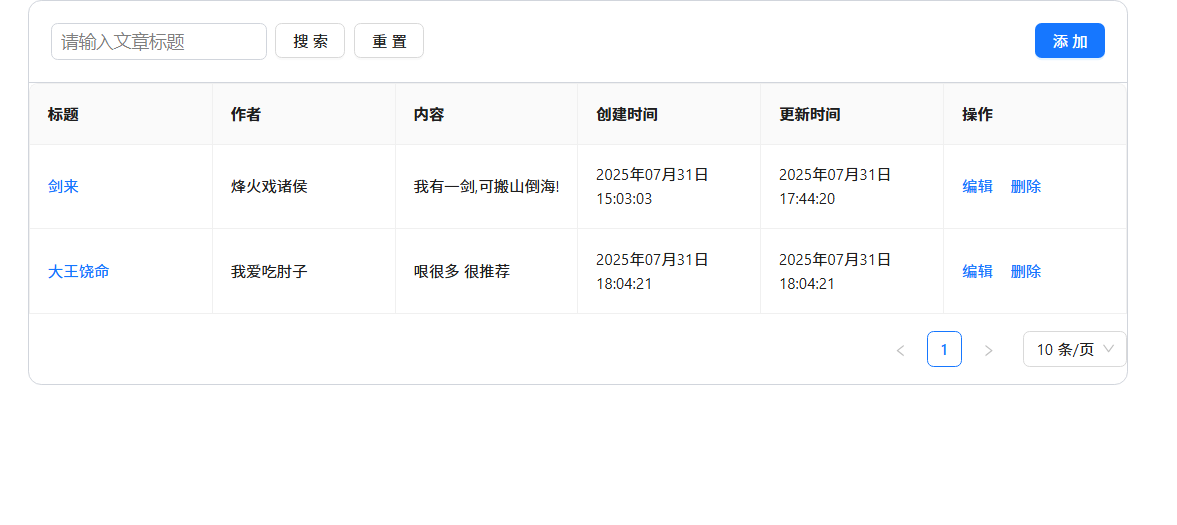 请输入文章标题 搜 索 重 置 添 加
标题 作者 内容 创建时间 更新时间 操作
剑来 烽火戏诸侯 我有一剑,可搬山倒海! 2025年07月31日 15:03:03 2025年07月31日 17:44:20 编辑 删除
大王饶命 我爱吃肘子 哏很多 很推荐 2025年07月31日 18:04:21 2025年07月31日 18:04:21 编辑 删除
1 10 条/页